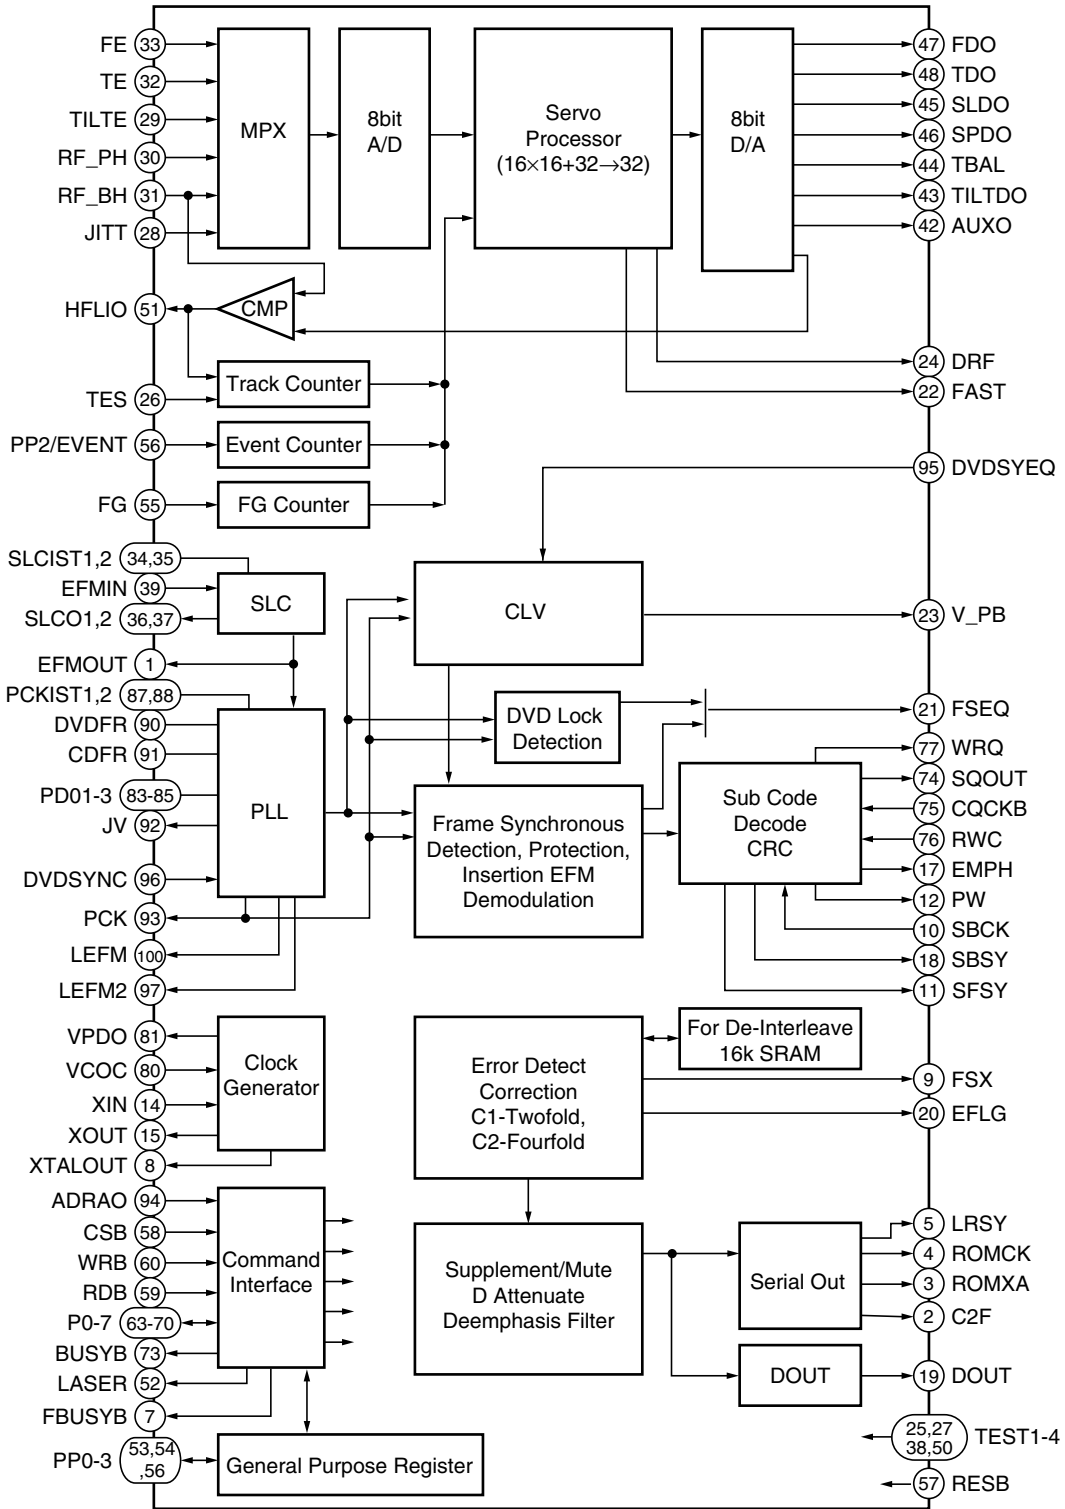 FE 33
TE 32
TILTE 29
RF_PH 30
RF_BH 31
JITT 28
MPX
8bit
A/D
Servo
Processor
(16×16+32→32)
8bit
D/A
47 FDO
48 TDO
45 SLDO
46 SPDO
44 TBAL
43 TILTDO
42 AUXO
HFLIO 51
CMP
24 DRF
22 FAST
Track Counter
TES 26
PP2/EVENT 56
Event Counter
95 DVDSYEQ
FG 55
FG Counter
SLCIST1,2 34,35
EFMIN 39
SLCO1,2 36,37
SLC
CLV
23 V_PB
EFMOUT 1
PCKIST1,2 87,88
DVDFR 90
CDFR 91
PD01-3 83-85
JV 92
DVDSYNC 96
PCK 93
LEFM 100
LEFM2 97
PLL
DVD Lock
Detection
21 FSEQ
Frame Synchronous
Detection, Protection,
Insertion EFM
Demodulation
Sub Code
Decode
CRC
77 WRQ
74 SQOUT
75 CQCKB
76 RWC
17 EMPH
12 PW
10 SBCK
18 SBSY
11 SFSY
VPDO 81
VCOC 80
XIN 14
XOUT 15
XTALOUT 8
Clock
Generator
Error Detect
Correction
C1-Twofold,
C2-Fourfold
For De-Interleave
16k SRAM
9 FSX
20 EFLG
ADRAO 94
CSB 58
WRB 60
RDB 59
P0-7 63-70
BUSYB 73
LASER 52
FBUSYB 7
Command
Interface
Supplement/Mute
D Attenuate
Deemphasis Filter
Serial Out
5 LRSY
4 ROMCK
3 ROMXA
2 C2F
DOUT
19 DOUT
PP0-3 53,54
,56
General Purpose Register
25,27
38,50 TEST1-4
57 RESB